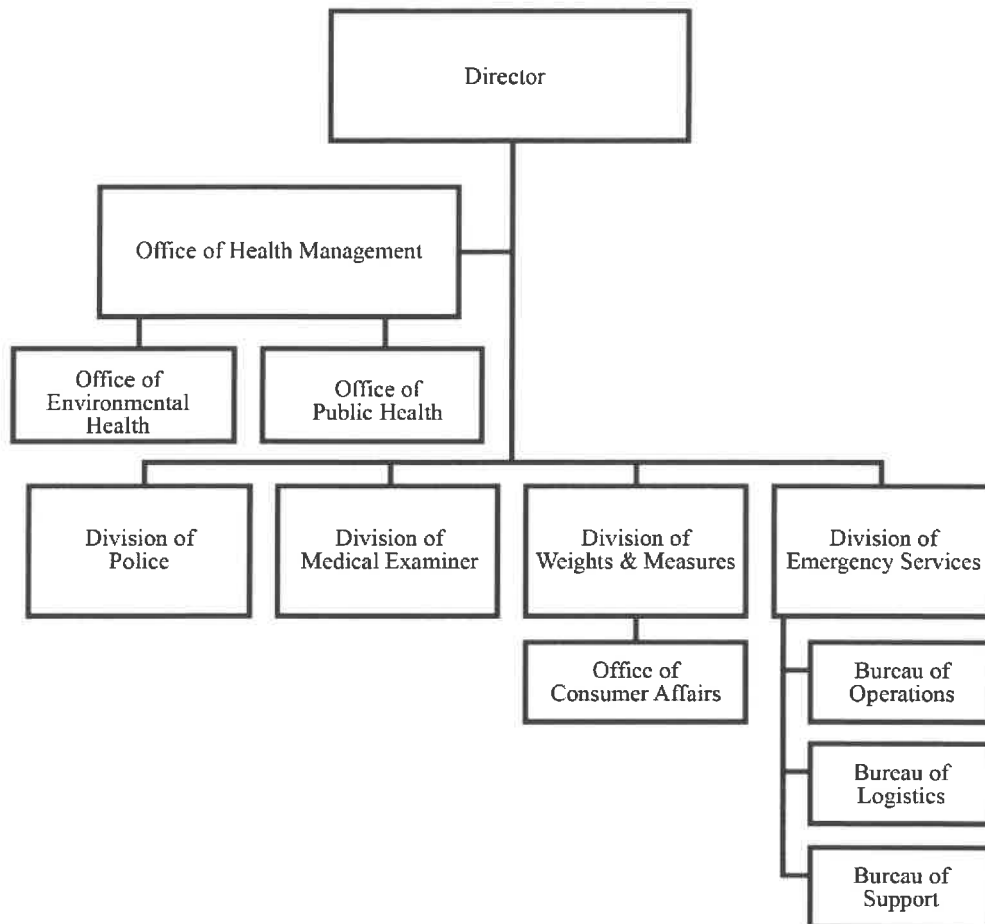 Director
Office of Health Management
Office of
Environmental
Health
Office of
Public Health
Division of
Police
Division of
Medical Examiner
Division of
Weights & Measures
Division of
Emergency Services
Office of
Consumer Affairs
Bureau of
Operations
Bureau of
Logistics
Bureau of
Support